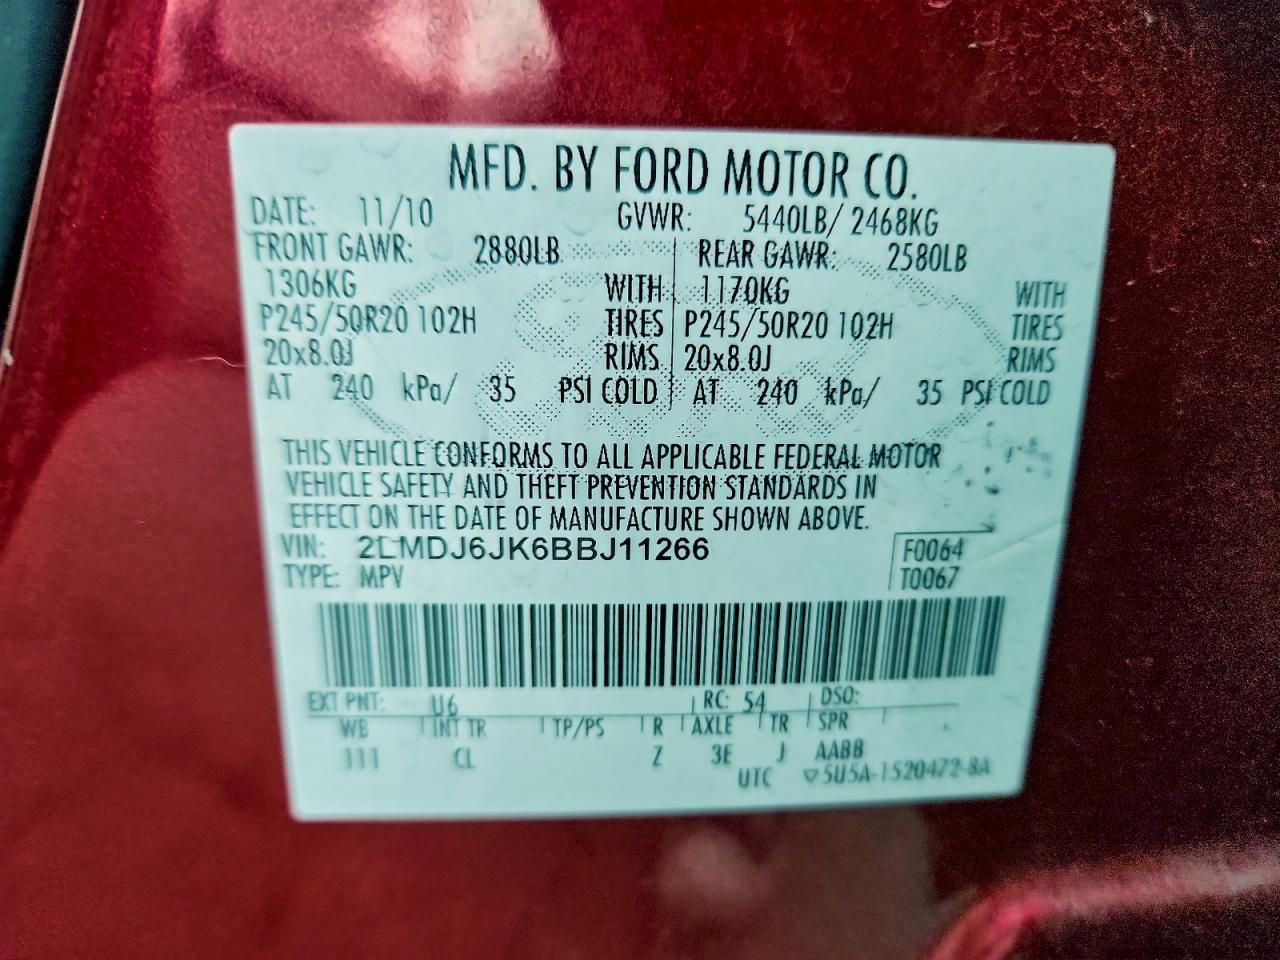 MFD. BY FORD MOTOR CO.
DATE: 11/10 GVWR: 5440LB/ 2468KG
FRONT GAWR: 2880LB REAR GAWR: 2580LB
1306KG WITH 1170KG WITH
P245/50R20 102H TIRES P245/50R20 102H TIRES
20x8.0J RIMS 20x8.0J RIMS
AT 240 kPa/ 35 PSI COLD AT 240 kPa/ 35 PSI COLD
THIS VEHICLE CONFORMS TO ALL APPLICABLE FEDERAL MOTOR
VEHICLE SAFETY AND THEFT PREVENTION STANDARDS IN
EFFECT ON THE DATE OF MANUFACTURE SHOWN ABOVE.
VIN: 2LMDJ6JK6BBJ11266 F0064
TYPE: MPV T0067
EXT PNT: U6 RC: 54 DSO:
WB INT TR TP/PS R AXLE TR SPR
111 CL Z 3E J AABB
UTC ▽5U5A-1520472-BA